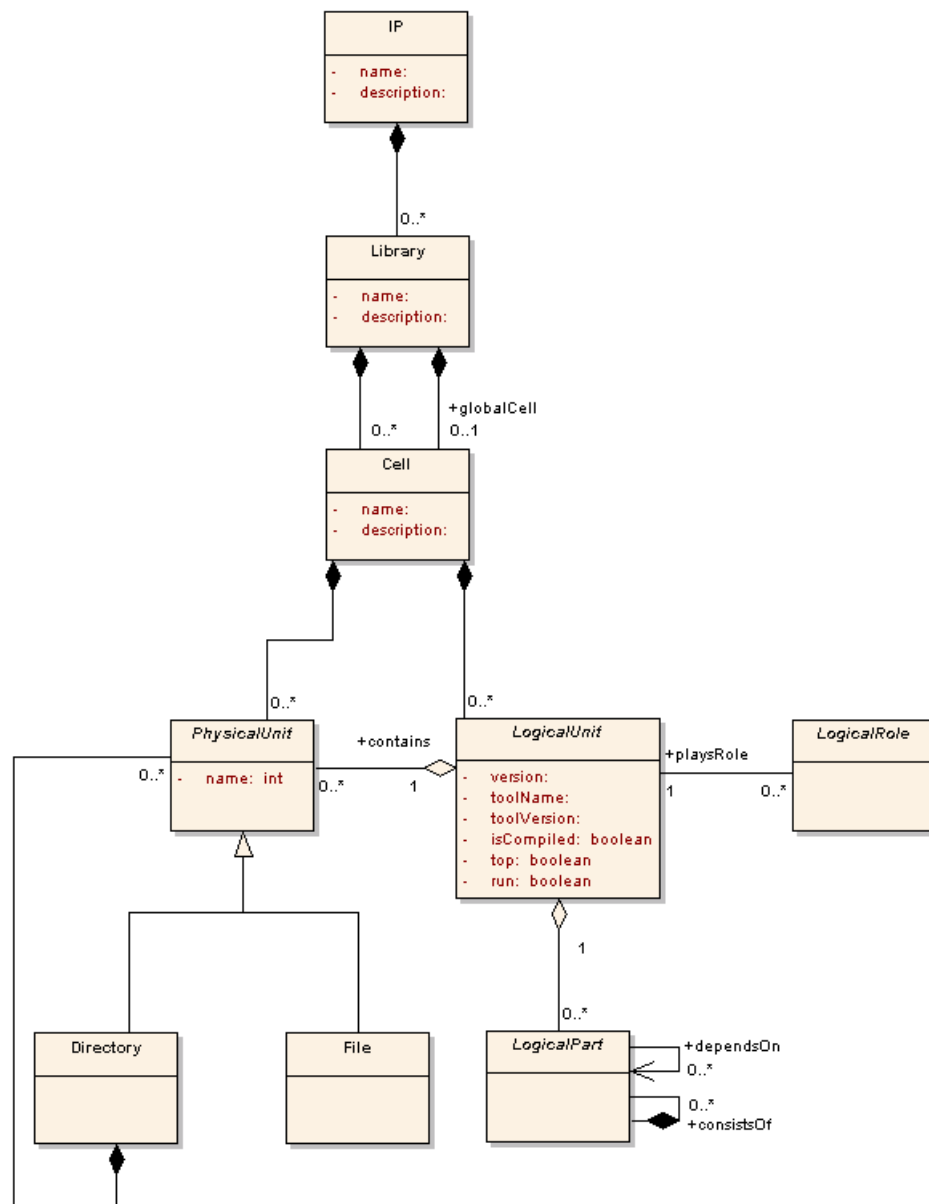 IP
- name:
- description:
0..*
Library
- name:
- description:
+globalCell
0..*
0..1
Cell
- name:
- description:
0..*
0..*
PhysicalUnit
- name: int
0..*
+contains
0..*
1
LogicalUnit
- version:
- toolName:
- toolVersion:
- isCompiled: boolean
- top: boolean
- run: boolean
+playsRole
1
0..*
LogicalRole
1
0..*
Directory
File
LogicalPart
+dependsOn
0..*
0..*
+consistsOf